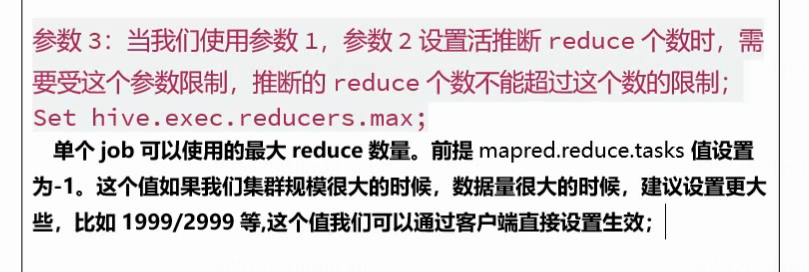 参数 3：当我们使用参数 1，参数 2 设置活推断 reduce 个数时，需
要受这个参数限制，推断的 reduce 个数不能超过这个数的限制；
Set hive.exec.reducers.max;
单个 job 可以使用的最大 reduce 数量。前提 mapred.reduce.tasks 值设置
为-1。这个值如果我们集群规模很大的时候，数据量很大的时候，建议设置更大
些，比如 1999/2999 等,这个值我们可以通过客户端直接设置生效；